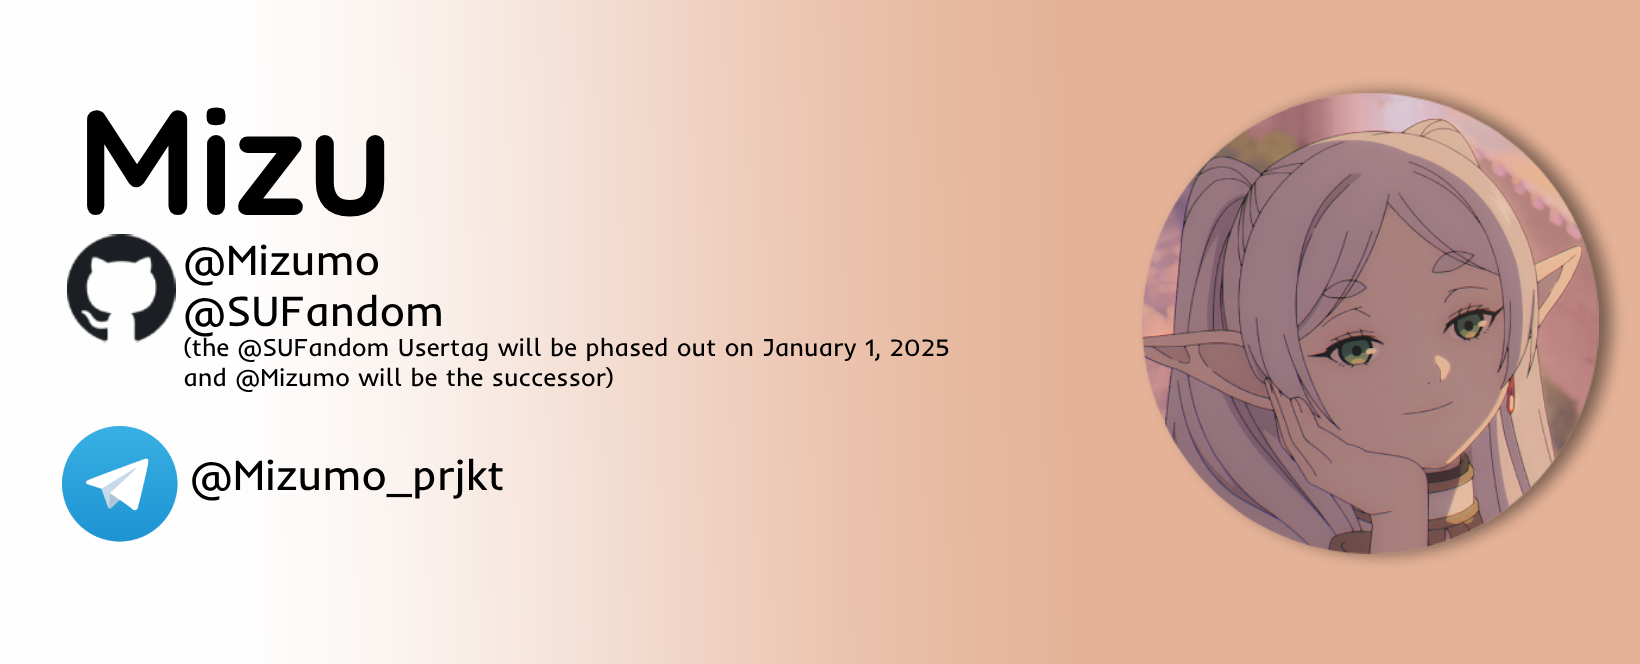 Mizu
@Mizumo
@SUFandom
(the @SUFandom Usertag will be phased out on January 1, 2025
and @Mizumo will be the successor)
@Mizumo_prjkt